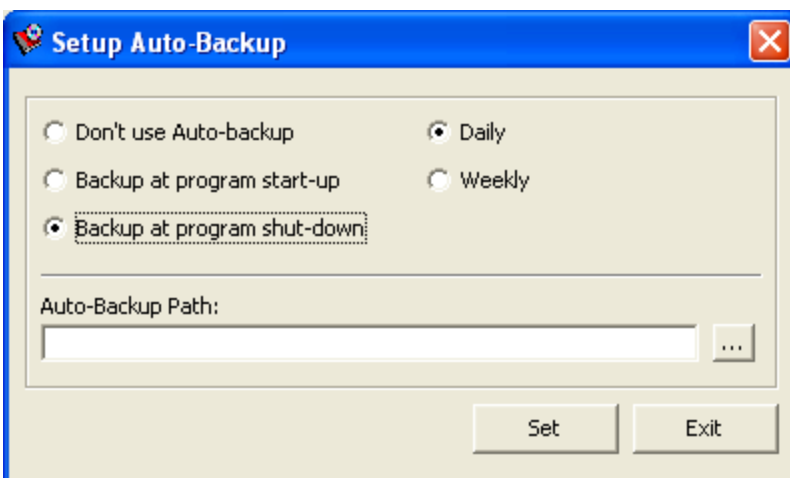 Setup Auto-Backup
Don't use Auto-backup
Daily
Backup at program start-up
Weekly
Backup at program shut-down
Auto-Backup Path:
...
Set
Exit